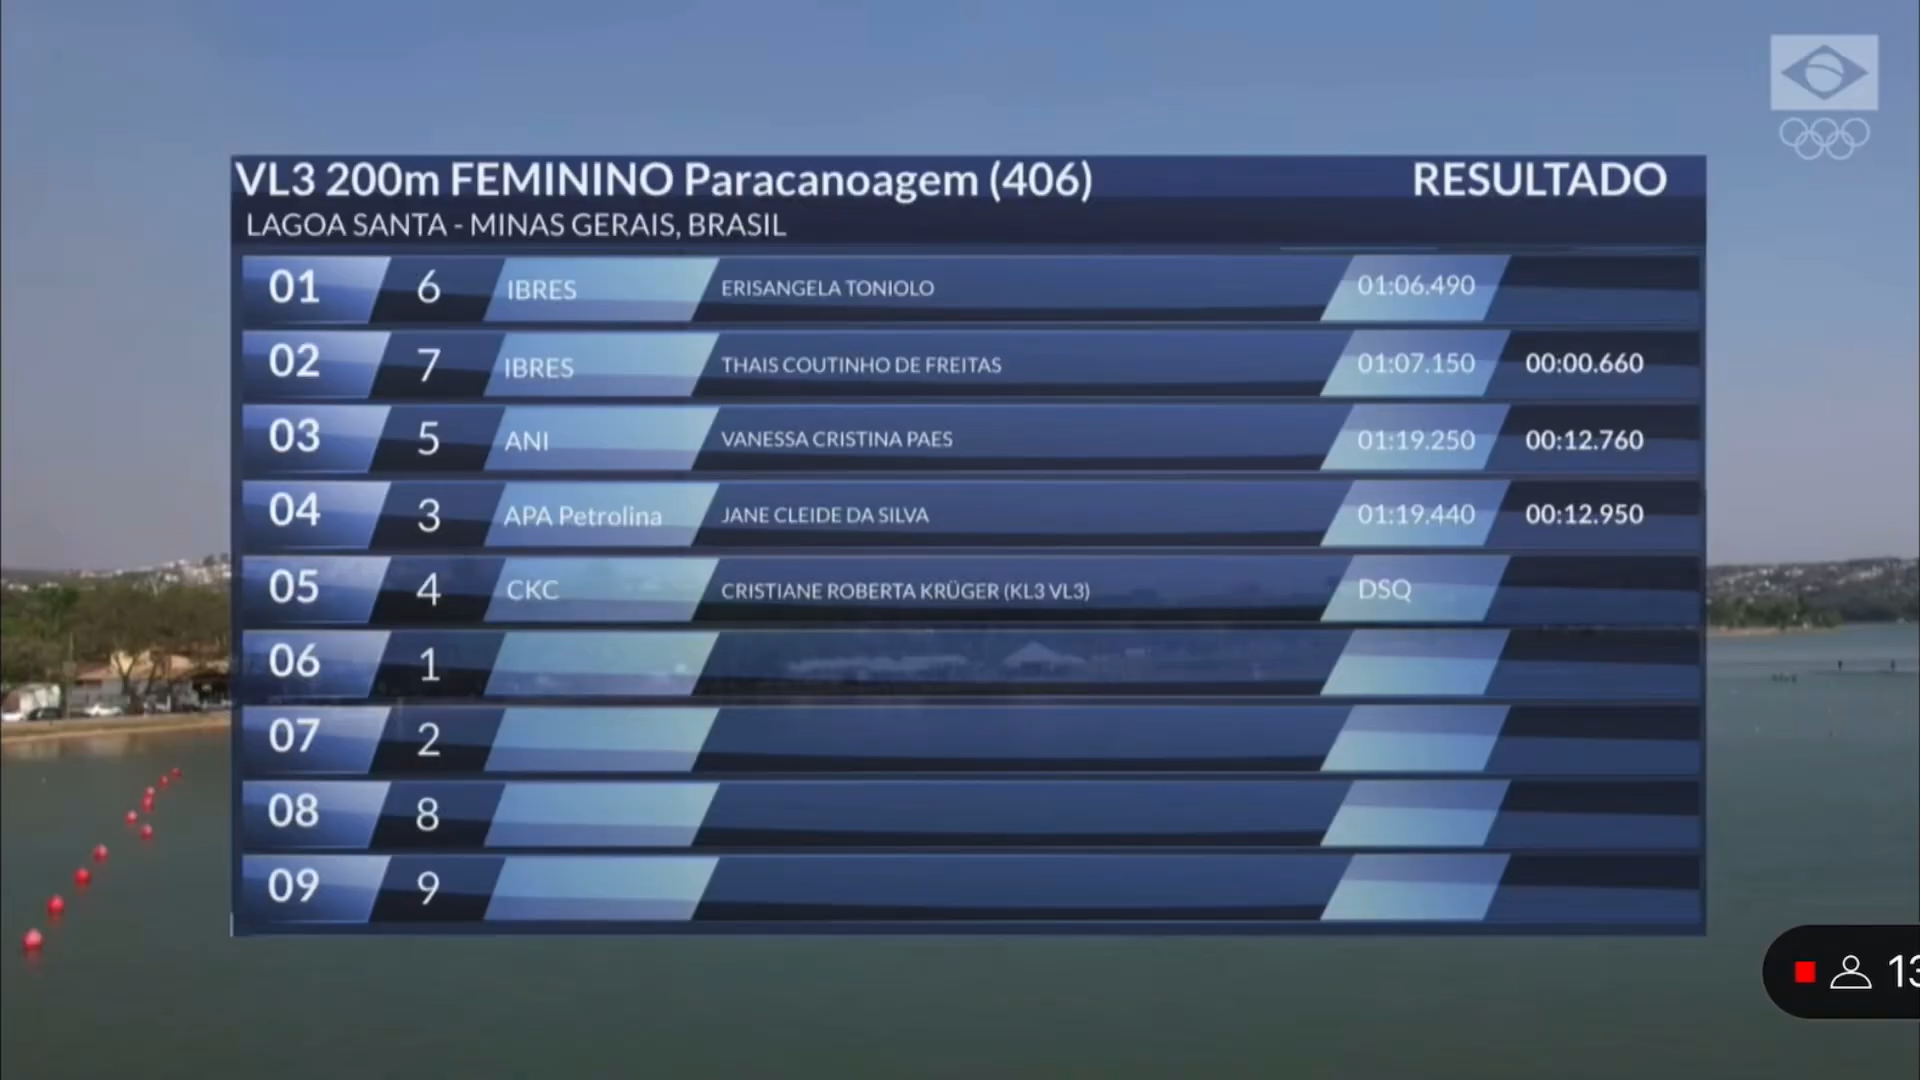 VL3 200m FEMININO Paracanoagem (406) RESULTADO
LAGOA SANTA - MINAS GERAIS, BRASIL
01 6 IBRES ERISANGELA TONIOLO 01:06.490
02 7 IBRES THAIS COUTINHO DE FREITAS 01:07.150 00:00.660
03 5 ANI VANESSA CRISTINA PAES 01:19.250 00:12.760
04 3 APA Petrolina JANE CLEIDE DA SILVA 01:19.440 00:12.950
05 4 CKC CRISTIANE ROBERTA KRÜGER (KL3 VL3) DSQ
06 1
07 2
08 8
09 9